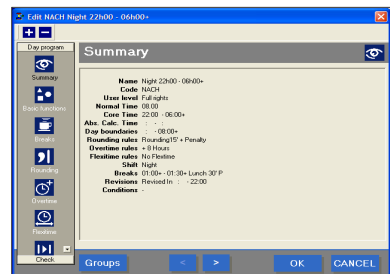 Edit NACH Night 22h00 - 06h00+
Day program
Summary
Basic functions
Breaks
Rounding
Overtime
Flexitime
Check
Summary
Name Night 22h00 - 06h00+
Code NACH
User level Full rights
Normal Time 08:00
Core Time 22:00 - 06:00+
Abs. Calc. Time : - :
Day boundaries : - 08:00+
Rounding rules Rounding15' + Penalty
Overtime rules + 8 Hours
Flexitime rules No Flextime
Shift Night
Breaks 01:00+ - 01:30+ Lunch 30' P
Revisions Revised In : - 22:00
Conditions -
Groups < > OK CANCEL